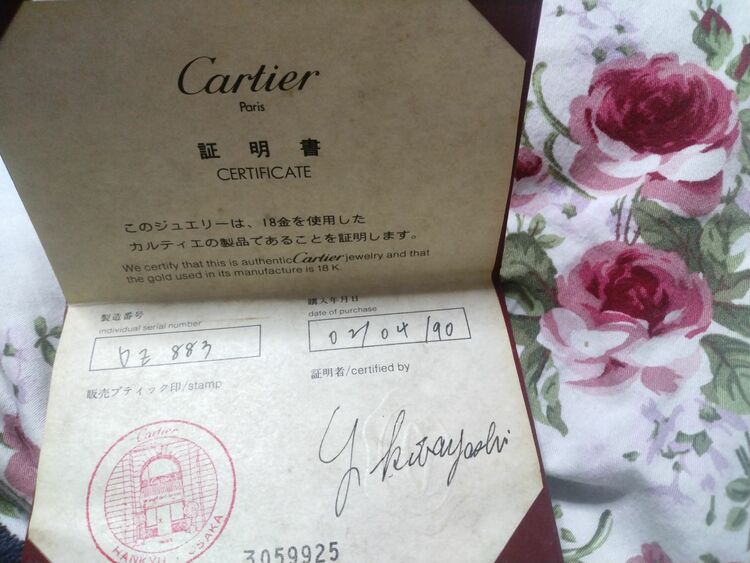 Cartier
Paris
証明書
CERTIFICATE
このジュエリーは、18金を使用した
カルティエの製品であることを証明します。
We certify that this is authentic Cartier jewelry and that
the gold used in its manufacture is 18 K.
製造番号
individual serial number
883
購入年月日
date of purchase
02/04/90
販売ブティック印/stamp
証明者/certified by
Cartier
HANKYU OSAKA
3059925